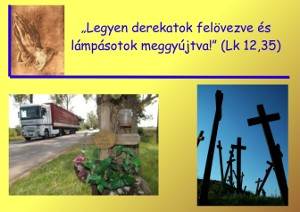 „Legyen derekatok felövezve és
lámpásotok meggyújtva!” (Lk 12,35)